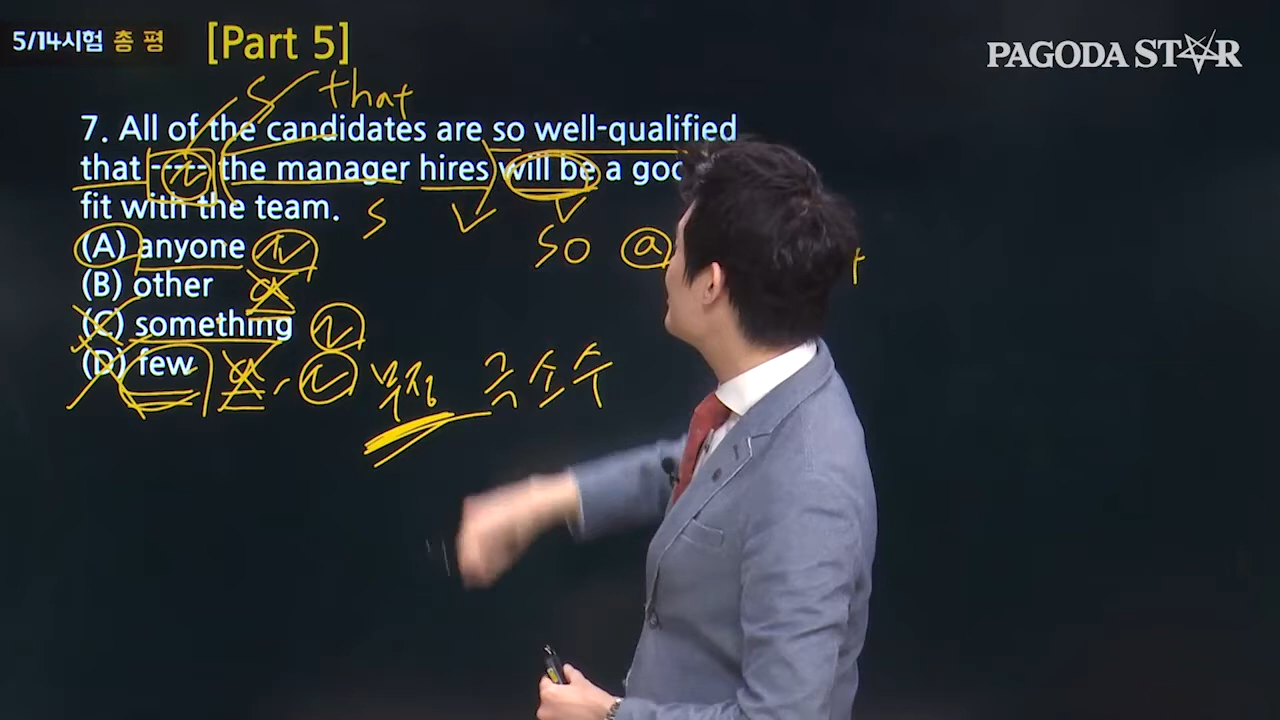 5/14시험 총 평
[Part 5]
PAGODA STAR
S that
7. All of the candidates are so well-qualified
that ---- the manager hires will be a goo
fit with the team.
S V V
so ⓐ
(A) anyone n
(B) other a
(C) something n
(D) few a, n 부정 극소수